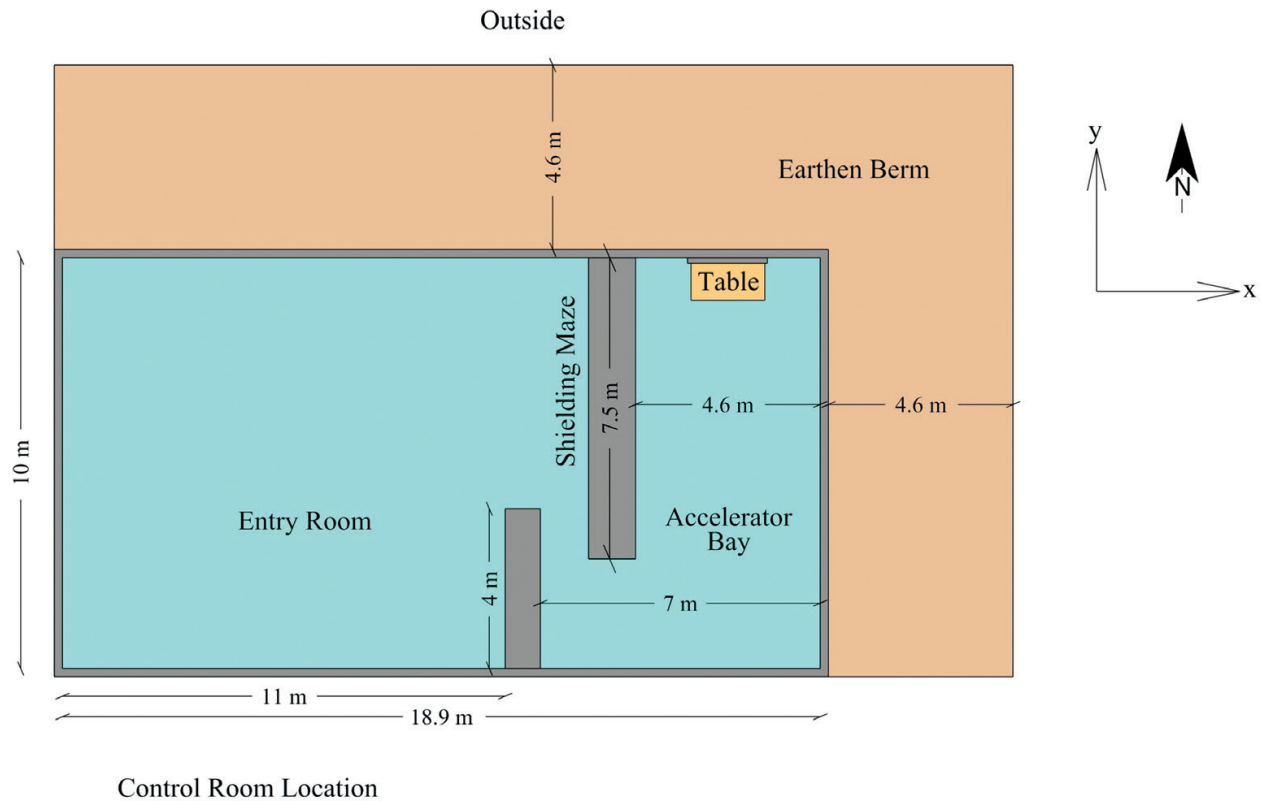 Outside
4.6 m
Earthen Berm
y
N
x
Table
Shielding Maze
7.5 m
4.6 m
4.6 m
10 m
Entry Room
Accelerator
Bay
4 m
7 m
11 m
18.9 m
Control Room Location